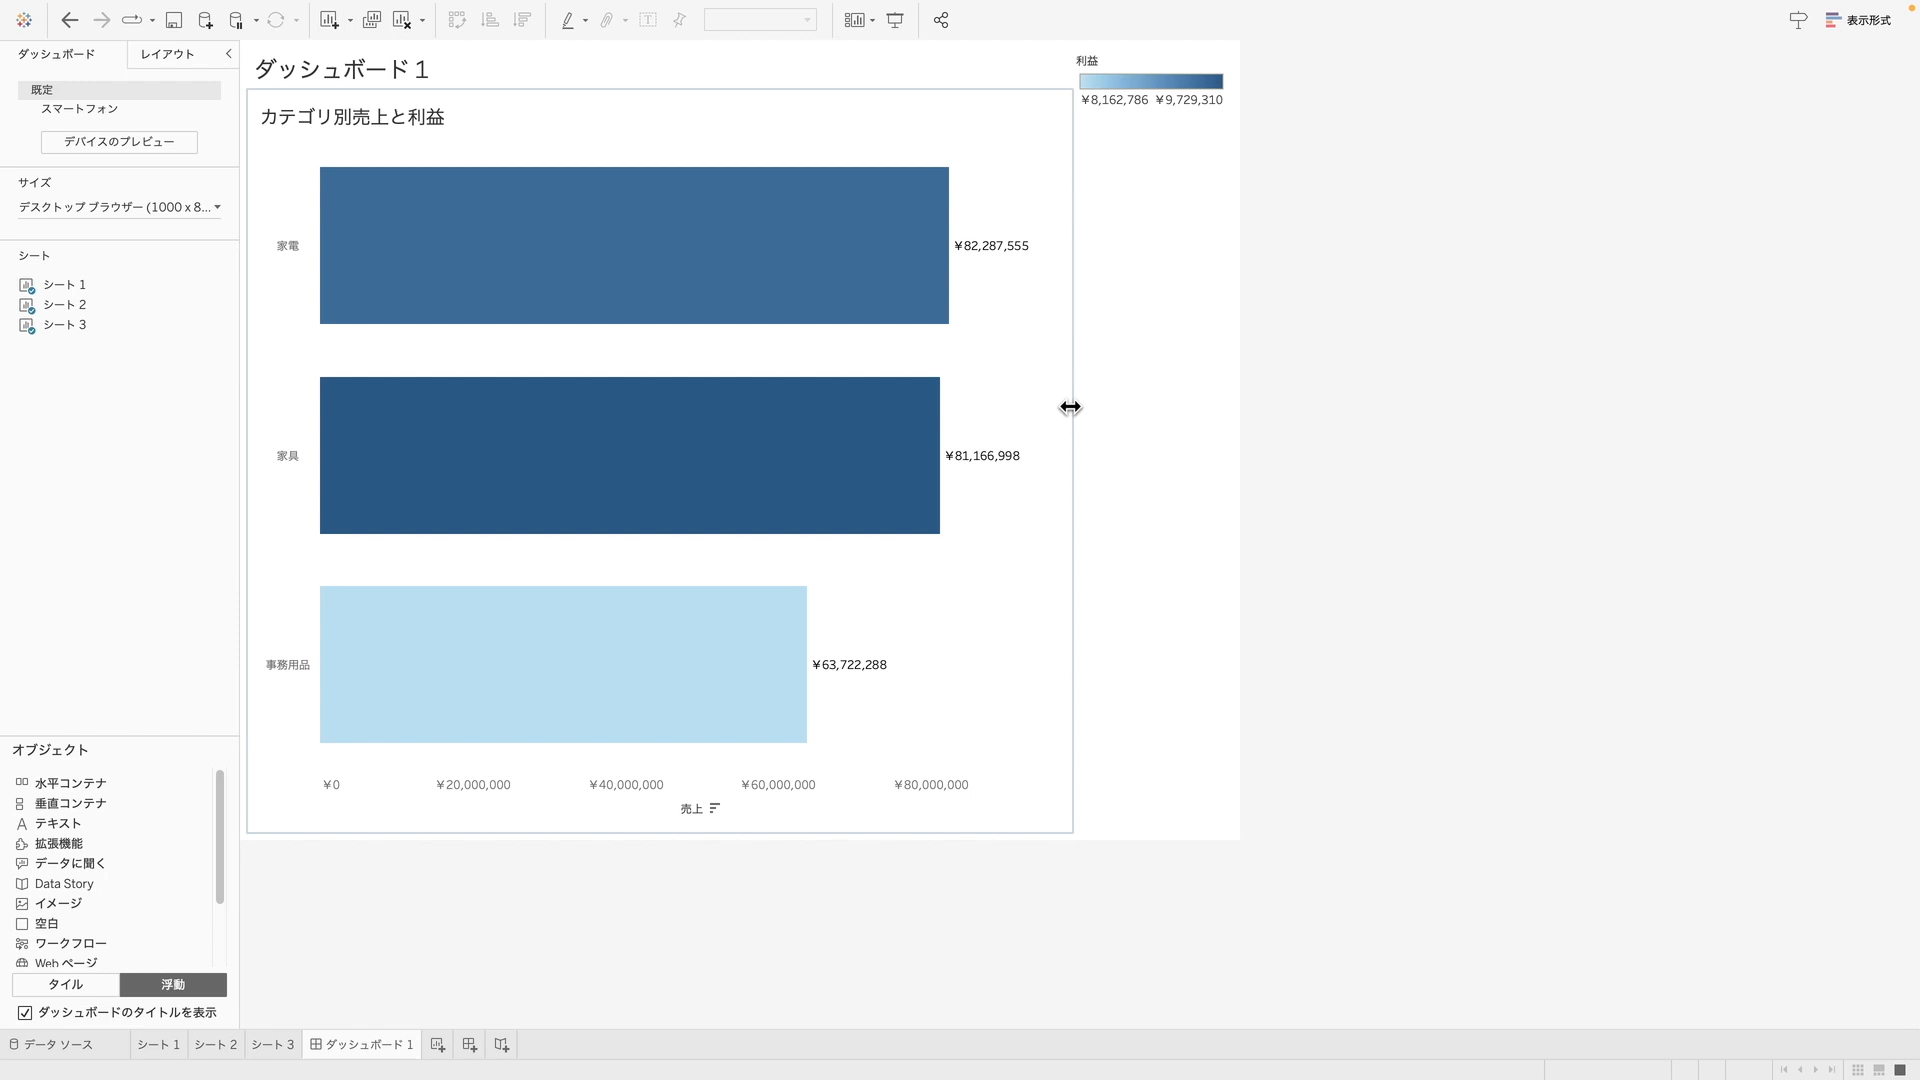 表示形式
ダッシュボード
レイアウト
既定
スマートフォン
デバイスのプレビュー
サイズ
デスクトップ ブラウザー (1000 x 8...
シート
シート 1
シート 2
シート 3
オブジェクト
水平コンテナ
垂直コンテナ
テキスト
拡張機能
データに聞く
Data Story
イメージ
空白
ワークフロー
Web ページ
タイル
浮動
ダッシュボードのタイトルを表示
ダッシュボード 1
カテゴリ別売上と利益
家電
¥82,287,555
家具
¥81,166,998
事務用品
¥63,722,288
¥0
¥20,000,000
¥40,000,000
¥60,000,000
¥80,000,000
売上
利益
¥8,162,786
¥9,729,310
データ ソース
シート 1
シート 2
シート 3
ダッシュボード 1